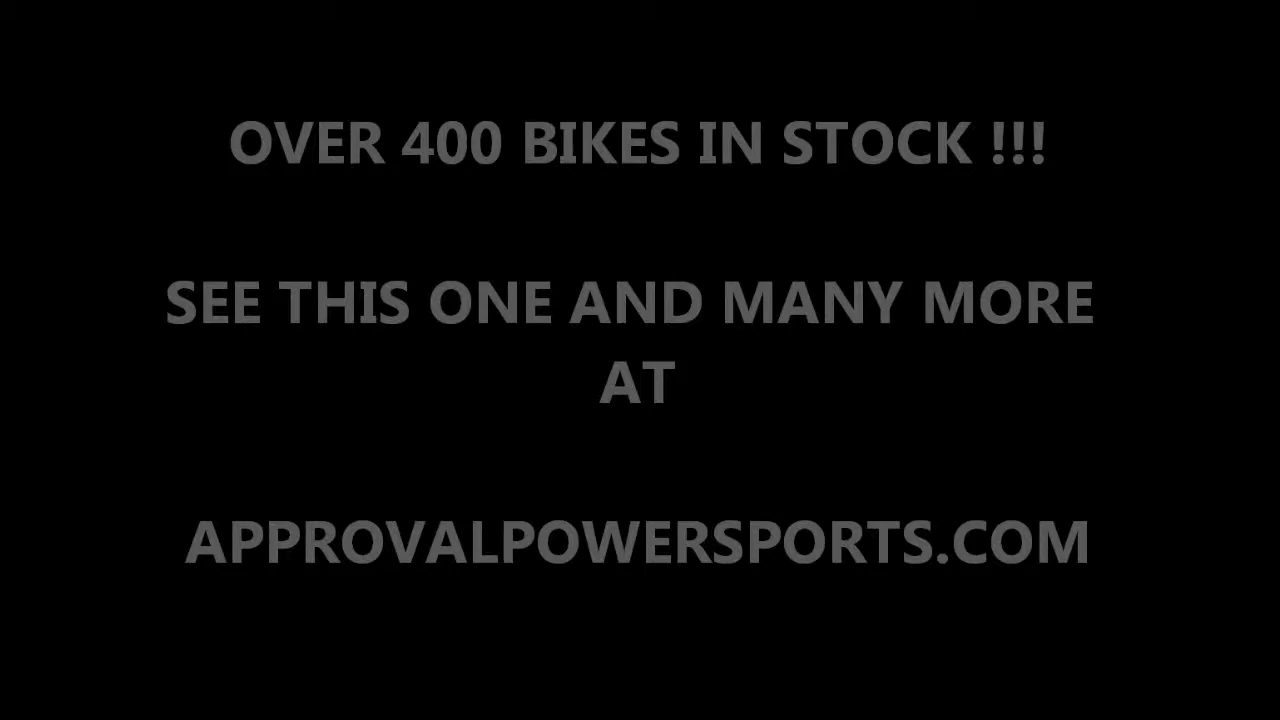 OVER 400 BIKES IN STOCK !!!
SEE THIS ONE AND MANY MORE
AT
APPROVALPOWERSPORTS.COM